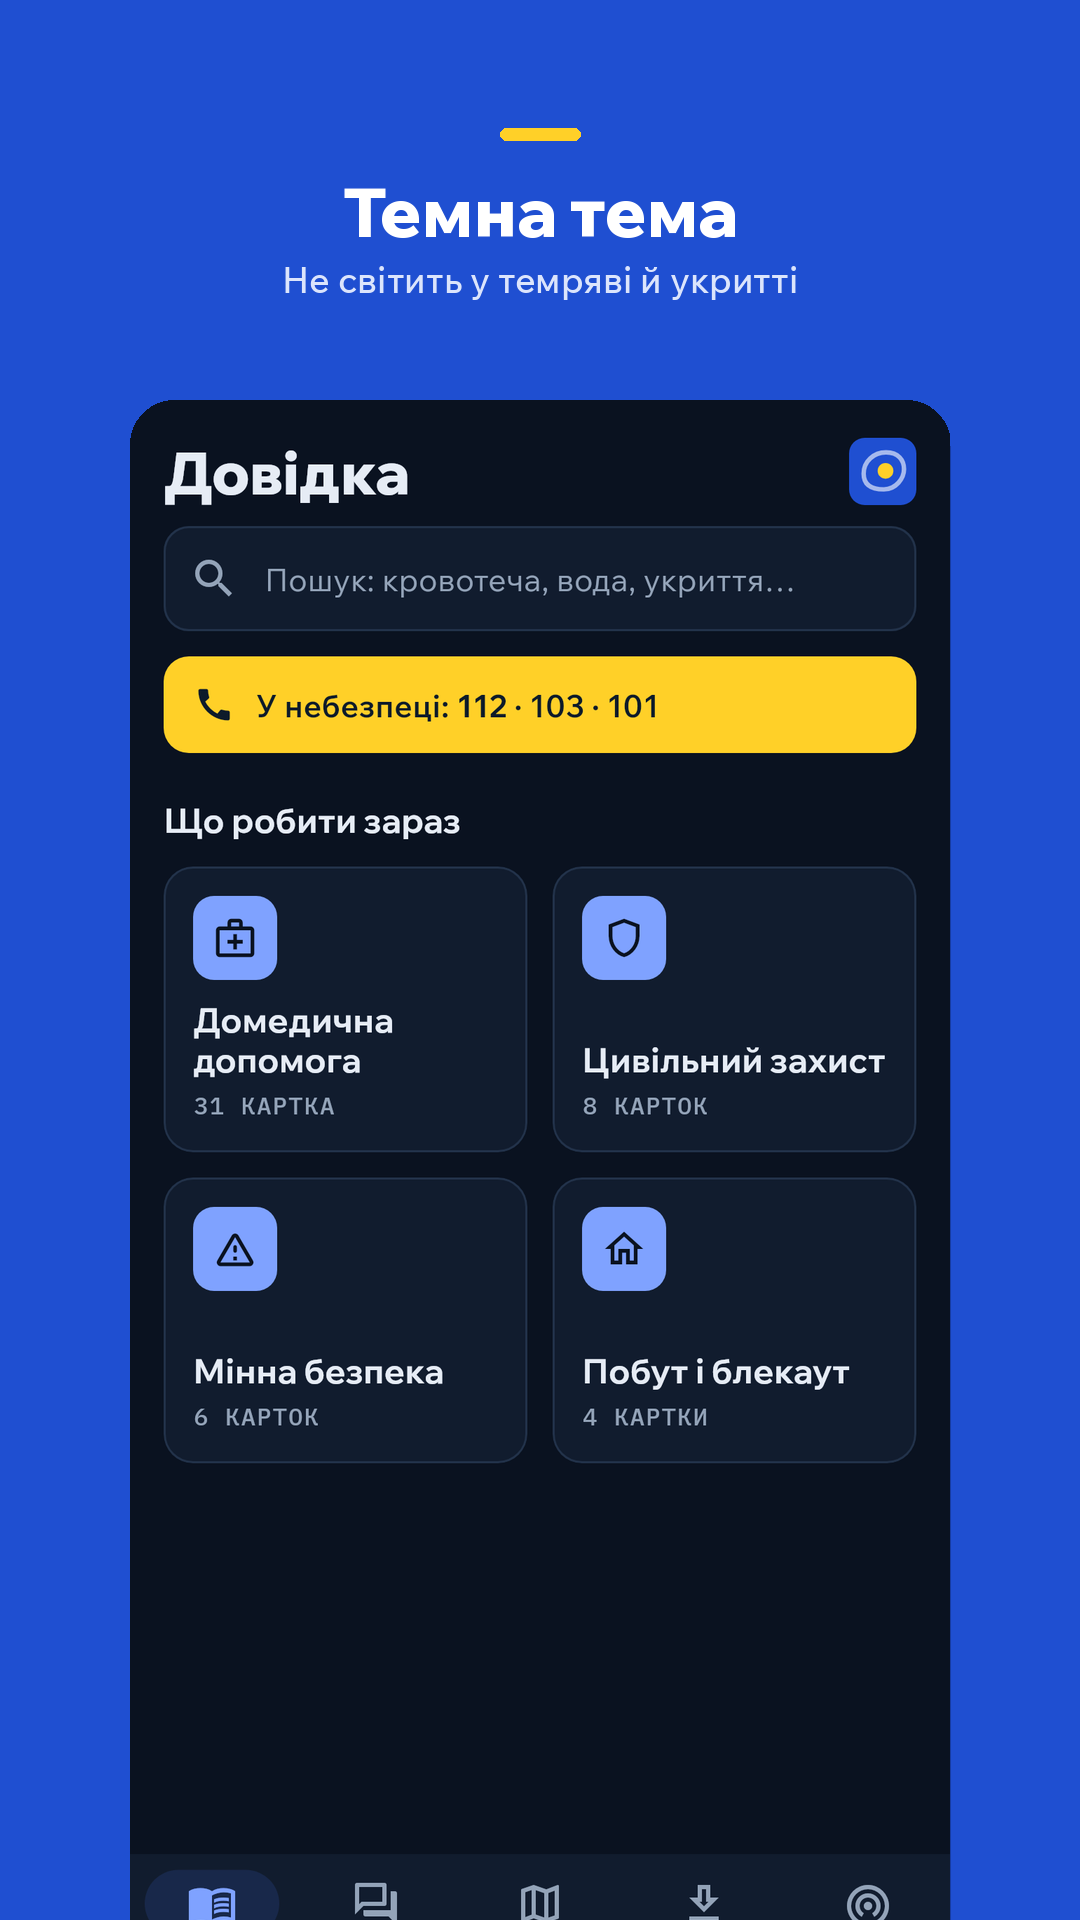 Темна тема
Не світить у темряві й укритті
Довідка
Пошук: кровотеча, вода, укриття…
У небезпеці: 112 · 103 · 101
Що робити зараз
Домедична
допомога
31 КАРТКА
Цивільний захист
8 КАРТОК
Мінна безпека
6 КАРТОК
Побут і блекаут
4 КАРТКИ